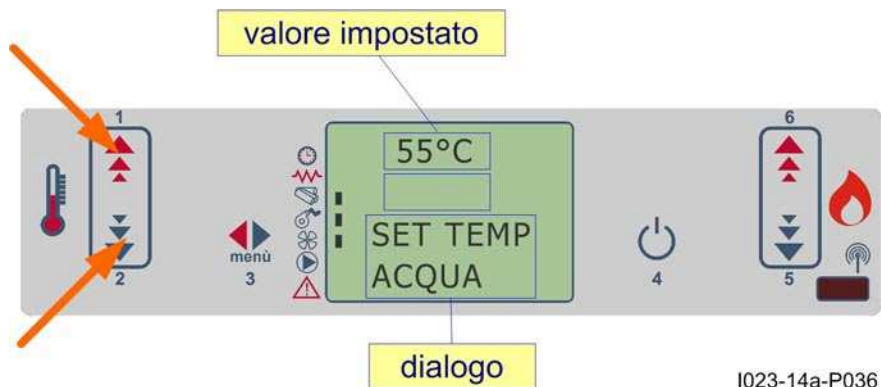 valore impostato
1
6
55°C
SET TEMP
ACQUA
menù
2
3
4
5
dialogo
I023-14a-P036